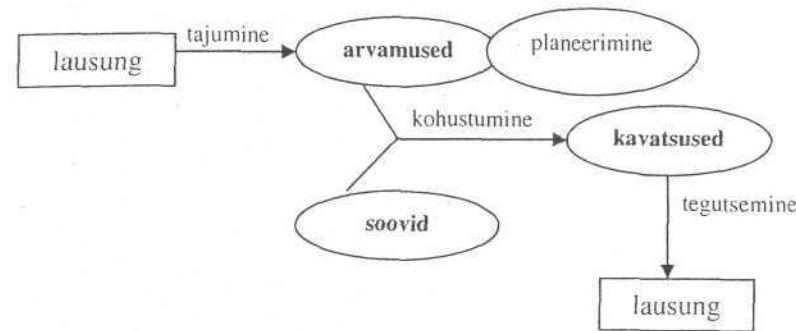 lausung
tajumine
arvamused
planeerimine
kohustumine
kavatsused
soovid
tegutsemine
lausung